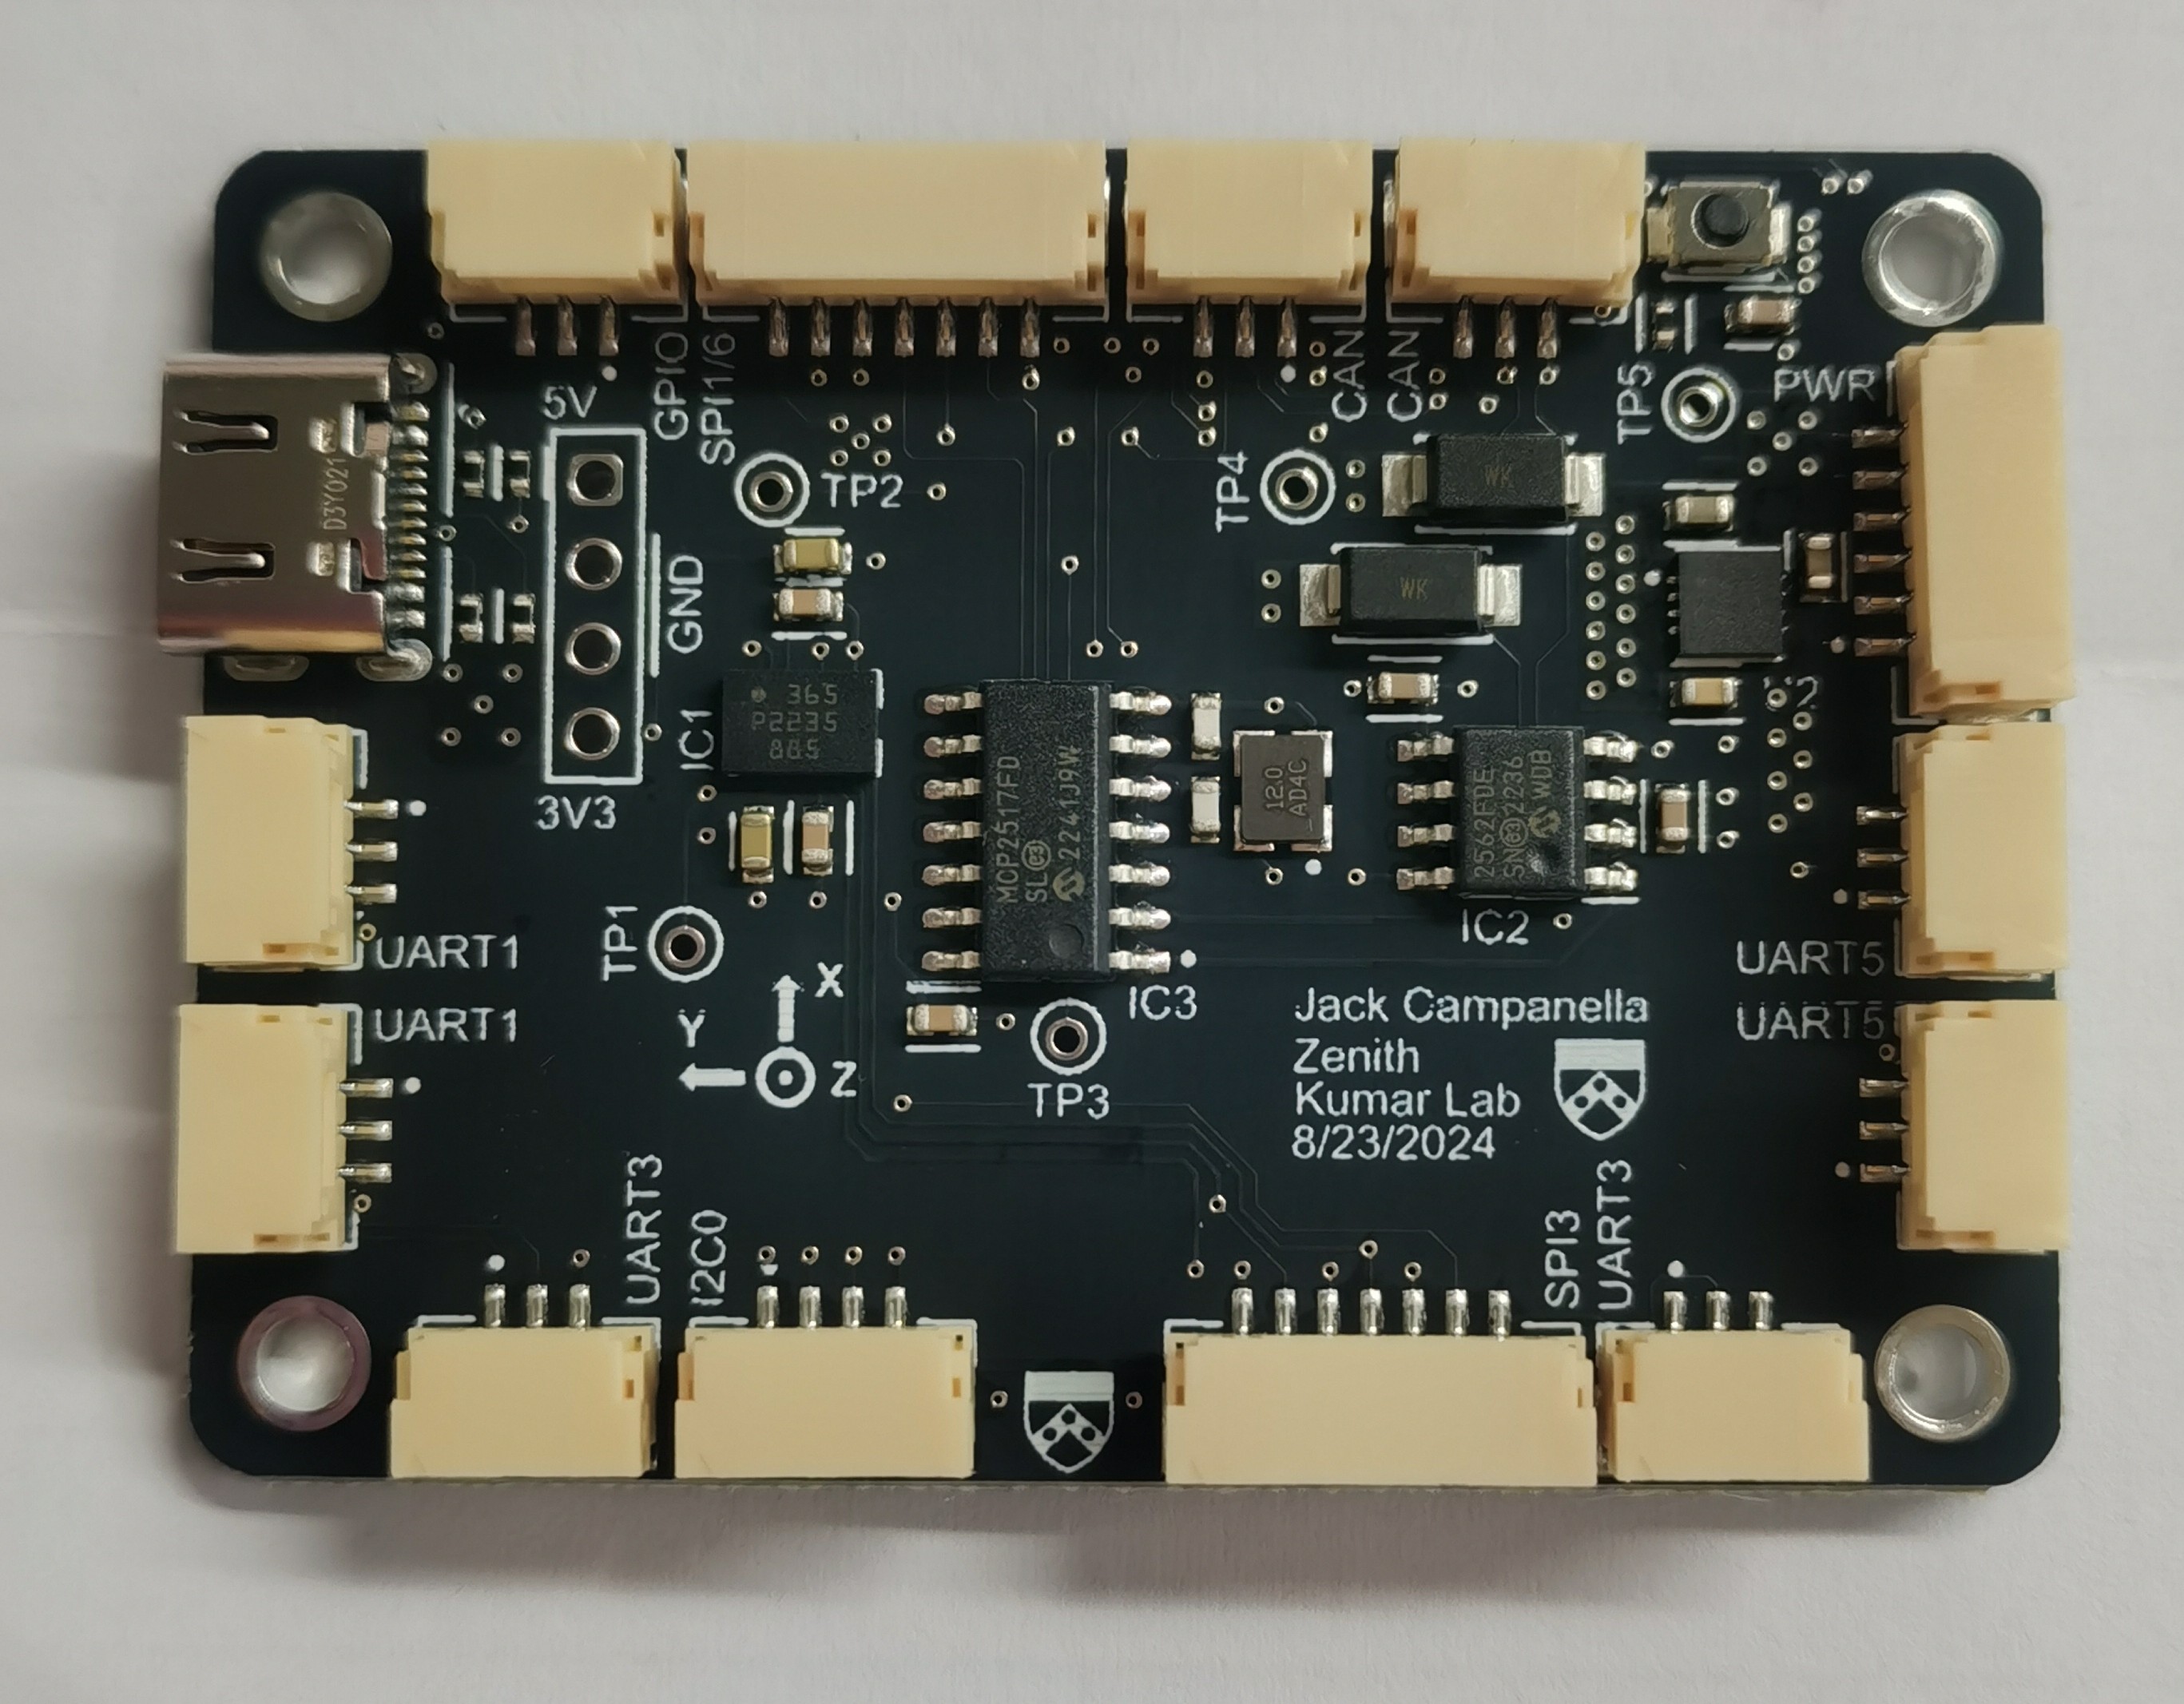 GPIO
SPI1/6
CAN
CAN
TP5
PWR
5V
TP2
TP4
WK
WK
D3Y021
GND
365
P2235
885
IC1
3V3
MCP2517FD
SL e3
2241J9W
12.0
AD4C
2562FDE
SN e3 2236
WDB
IC2
UART1
UART1
TP1
X
Y
Z
IC3
TP3
UART5
UART5
Jack Campanella
Zenith
Kumar Lab
8/23/2024
UART3
I2C0
SPI3
UART3